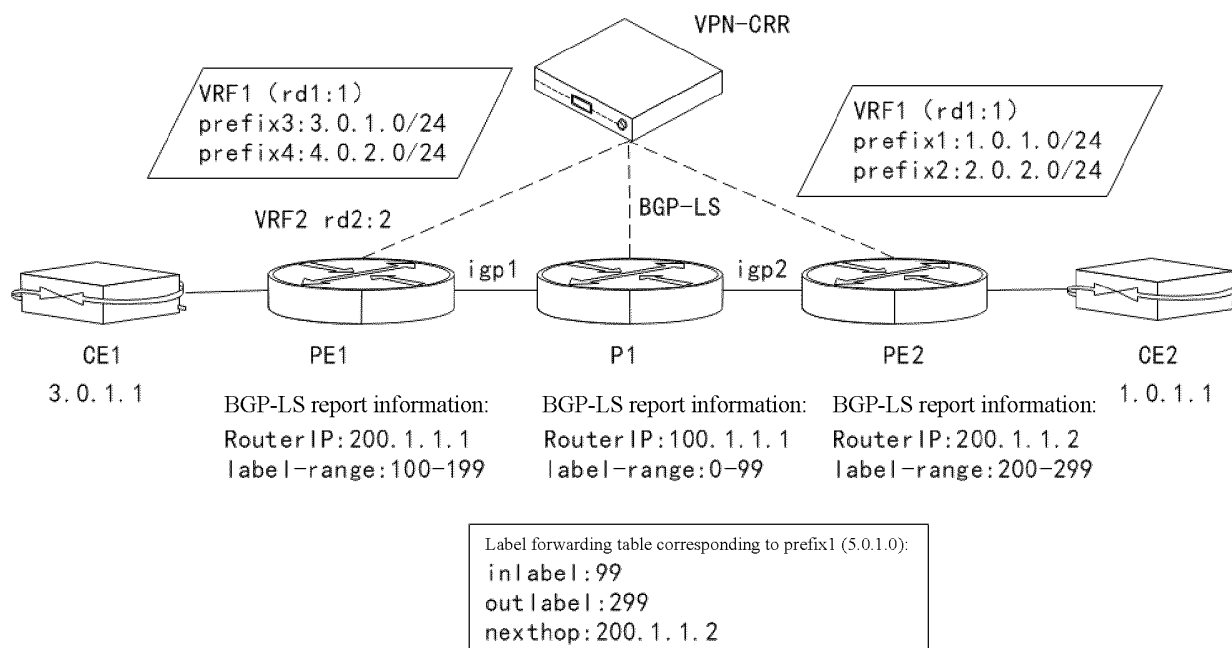 VPN-CRR
VRF1 (rd1:1)
prefix3:3.0.1.0/24
prefix4:4.0.2.0/24
VRF1 (rd1:1)
prefix1:1.0.1.0/24
prefix2:2.0.2.0/24
VRF2 rd2:2
BGP-LS
igp1
igp2
CE1
PE1
P1
PE2
CE2
3.0.1.1
1.0.1.1
BGP-LS report information:
RouterIP:200.1.1.1
label-range:100-199
BGP-LS report information:
RouterIP:100.1.1.1
label-range:0-99
BGP-LS report information:
RouterIP:200.1.1.2
label-range:200-299
Label forwarding table corresponding to prefix1 (5.0.1.0):
inlabel:99
outlabel:299
nexthop:200.1.1.2